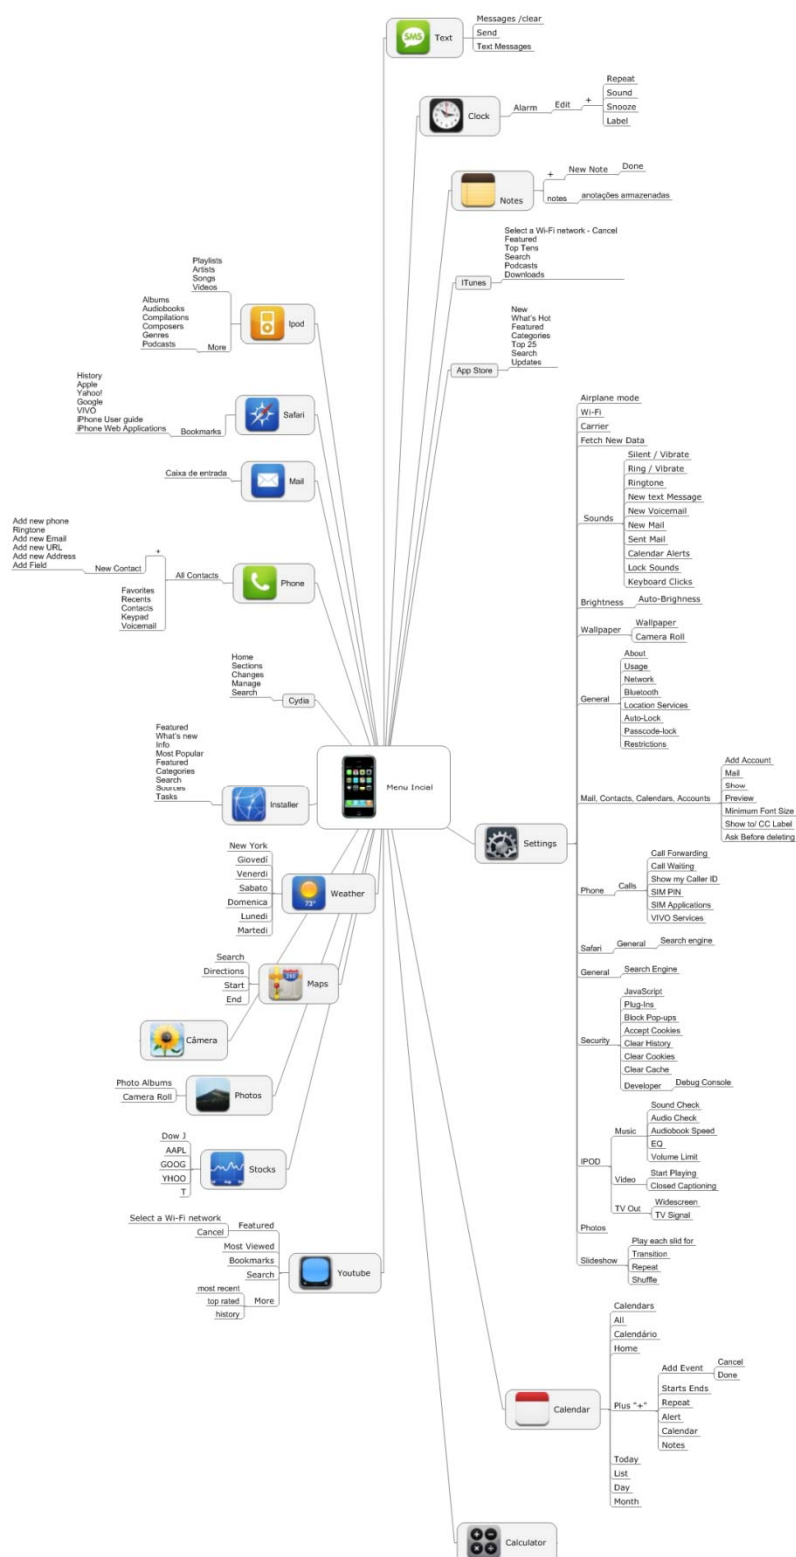 SMS
Text
Messages /clear
Send
Text Messages
Clock
Alarm
Edit
+
Repeat
Sound
Snooze
Label
Notes
+
New Note
Done
notes
anotações armazenadas
ITunes
Select a Wi-Fi network - Cancel
Featured
Top Tens
Search
Podcasts
Downloads
App Store
New
What's Hot
Featured
Categories
Top 25
Search
Updates
Ipod
Playlists
Artists
Songs
Videos
More
Albums
Audiobooks
Compilations
Composers
Genres
Podcasts
Safari
Bookmarks
History
Apple
Yahoo!
Google
VIVO
iPhone User guide
iPhone Web Applications
Mail
Caixa de entrada
Phone
All Contacts
+
New Contact
Add new phone
Ringtone
Add new Email
Add new URL
Add new Address
Add Field
Favorites
Recents
Contacts
Keypad
Voicemail
Cydia
Home
Sections
Changes
Manage
Search
Menu Incial
Installer
Featured
What's new
Info
Most Popular
Featured
Categories
Search
Sources
Tasks
Weather
73°
New York
Giovedí
Venerdi
Sabato
Domenica
Lunedi
Martedi
Maps
280
Search
Directions
Start
End
Câmera
Photos
Photo Albums
Camera Roll
Stocks
Dow J
AAPL
GOOG
YHOO
T
Youtube
Featured
Select a Wi-Fi network
Cancel
Most Viewed
Bookmarks
Search
More
most recent
top rated
history
Settings
Airplane mode
Wi-Fi
Carrier
Fetch New Data
Sounds
Silent / Vibrate
Ring / Vibrate
Ringtone
New text Message
New Voicemail
New Mail
Sent Mail
Calendar Alerts
Lock Sounds
Keyboard Clicks
Brightness
Auto-Brighness
Wallpaper
Wallpaper
Camera Roll
General
About
Usage
Network
Bluetooth
Location Services
Auto-Lock
Passcode-lock
Restrictions
Mail, Contacts, Calendars, Accounts
Add Account
Mail
Show
Preview
Minimum Font Size
Show to/ CC Label
Ask Before deleting
Phone
Calls
Call Forwarding
Call Waiting
Show my Caller ID
SIM PIN
SIM Applications
VIVO Services
Safari
General
Search engine
General
Search Engine
Security
JavaScript
Plug-Ins
Block Pop-ups
Accept Cookies
Clear History
Clear Cookies
Clear Cache
Developer
Debug Console
IPOD
Music
Sound Check
Audio Check
Audiobook Speed
EQ
Volume Limit
Video
Start Playing
Closed Captioning
TV Out
Widescreen
TV Signal
Photos
Slideshow
Play each slid for
Transition
Repeat
Shuffle
Calendar
Calendars
All
Calendário
Home
Plus "+"
Add Event
Cancel
Done
Starts Ends
Repeat
Alert
Calendar
Notes
Today
List
Day
Month
Calculator